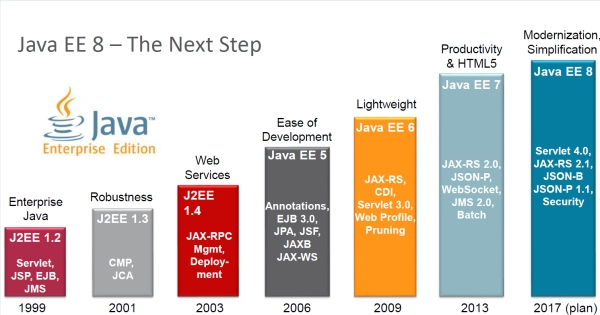 Java EE 8 – The Next Step
Java™
Enterprise Edition
Enterprise
Java
J2EE 1.2
Servlet,
JSP, EJB,
JMS
1999
Robustness
J2EE 1.3
CMP,
JCA
2001
Web
Services
J2EE
1.4
JAX-RPC
Mgmt,
Deploy-
ment
2003
Ease of
Development
Java EE 5
Annotations,
EJB 3.0,
JPA, JSF,
JAXB
JAX-WS
2006
Lightweight
Java EE 6
JAX-RS,
CDI,
Servlet 3.0,
Web Profile,
Pruning
2009
Productivity
& HTML5
Java EE 7
JAX-RS 2.0,
JSON-P,
WebSocket,
JMS 2.0,
Batch
2013
Modernization,
Simplification
Java EE 8
Servlet 4.0,
JAX-RS 2.1,
JSON-B
JSON-P 1.1,
Security
2017 (plan)